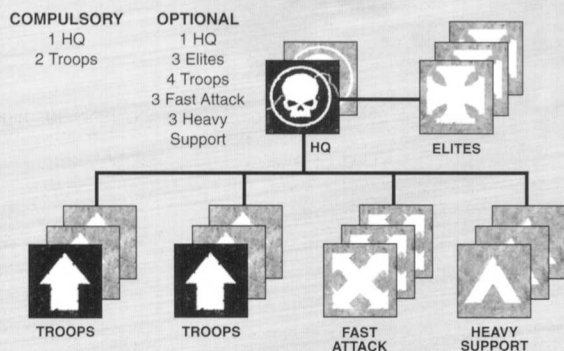 COMPULSORY
1 HQ
2 Troops
OPTIONAL
1 HQ
3 Elites
4 Troops
3 Fast Attack
3 Heavy
Support
HQ
ELITES
TROOPS
TROOPS
FAST
ATTACK
HEAVY
SUPPORT